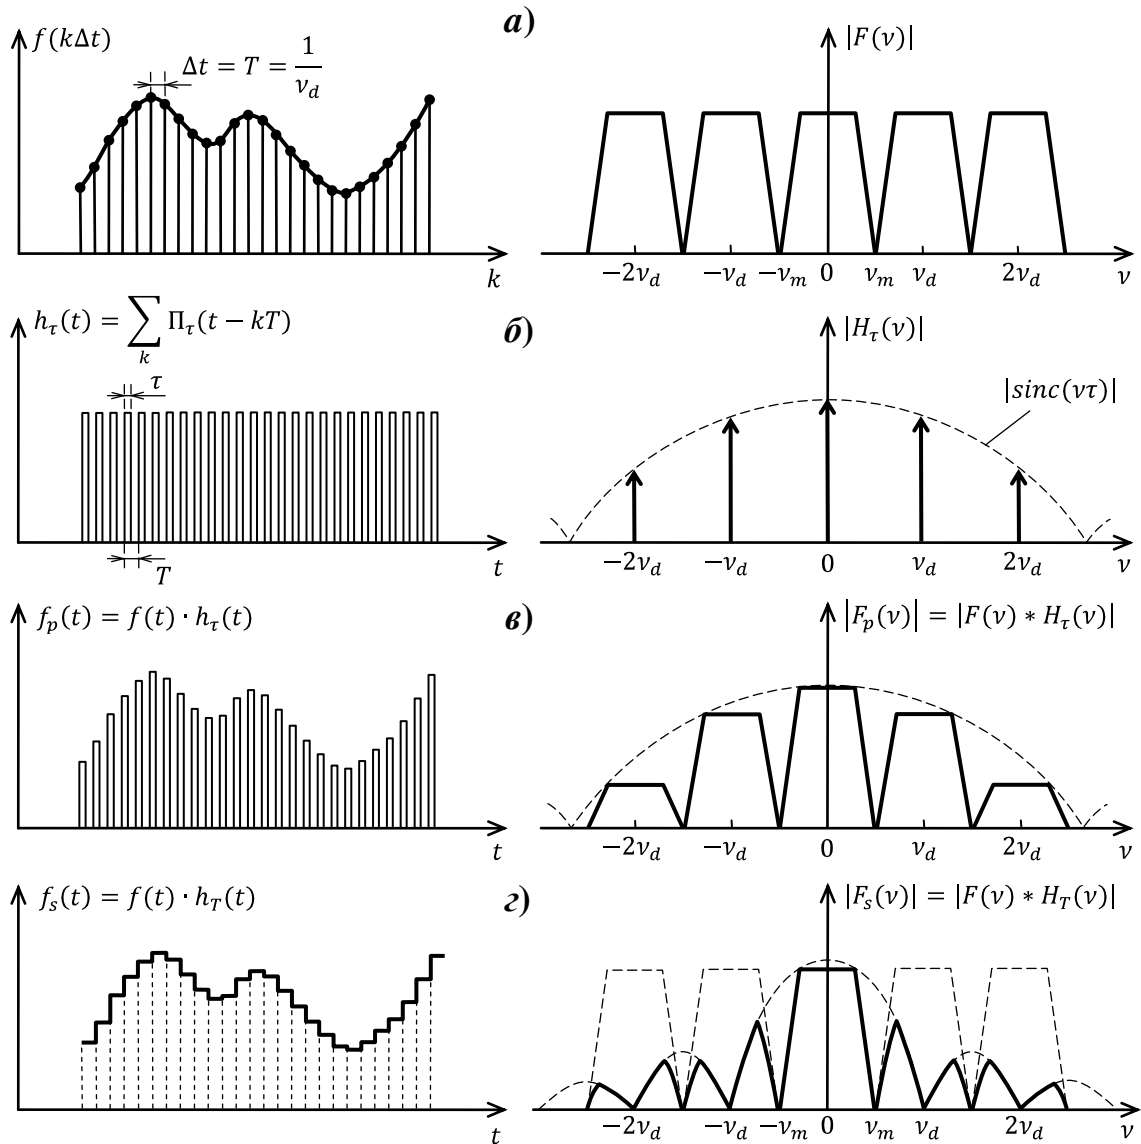 f(kΔt)
Δt = T = 1/ν_d
k
а)
|F(ν)|
−2ν_d −ν_d −ν_m 0 ν_m ν_d 2ν_d ν
h_τ(t) = ∑_k Π_τ(t − kT)
τ
T
t
б)
|H_τ(ν)|
|sinc(ντ)|
−2ν_d −ν_d 0 ν_d 2ν_d ν
f_p(t) = f(t) · h_τ(t)
t
в)
|F_p(ν)| = |F(ν) ∗ H_τ(ν)|
−2ν_d −ν_d 0 ν_d 2ν_d ν
f_s(t) = f(t) · h_T(t)
t
г)
|F_s(ν)| = |F(ν) ∗ H_T(ν)|
−2ν_d −ν_d −ν_m 0 ν_m ν_d 2ν_d ν